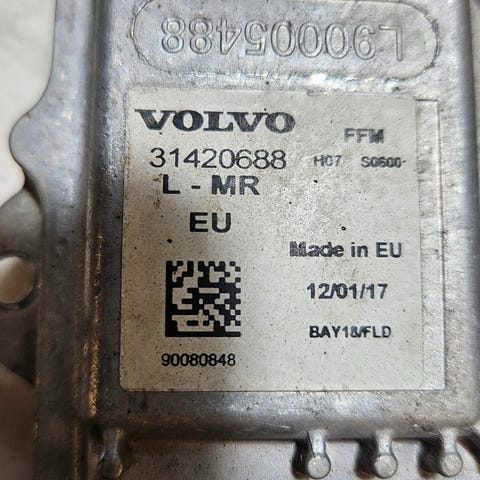 L90005488
VOLVO
FFM
31420688
H07 S0600
L - MR
EU
Made in EU
12/01/17
BAY18/FLD
90080848